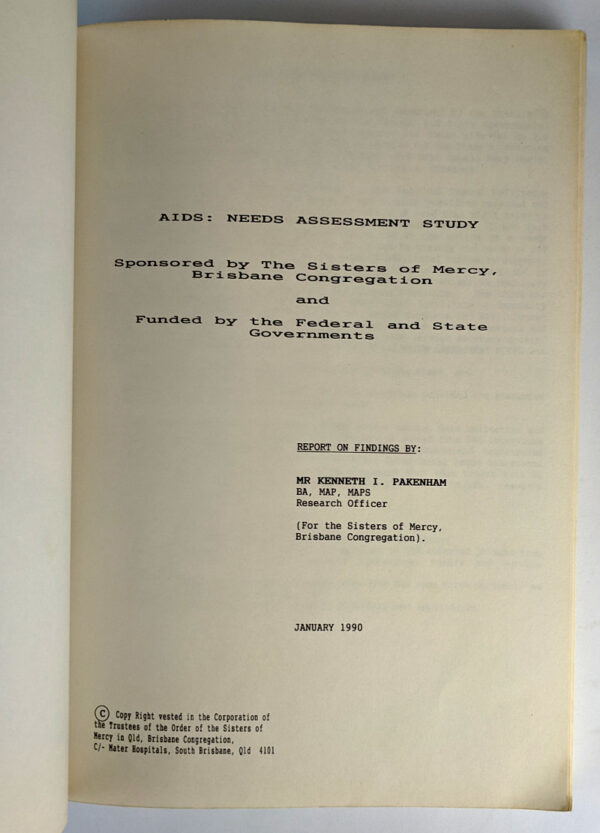 AIDS: NEEDS ASSESSMENT STUDY
Sponsored by The Sisters of Mercy,
Brisbane Congregation
and
Funded by the Federal and State
Governments
REPORT ON FINDINGS BY:
MR KENNETH I. PAKENHAM
BA, MAP, MAPS
Research Officer
(For the Sisters of Mercy,
Brisbane Congregation).
JANUARY 1990
© Copy Right vested in the Corporation of
the Trustees of the Order of the Sisters of
Mercy in Qld, Brisbane Congregation,
C/- Mater Hospitals, South Brisbane, Qld 4101